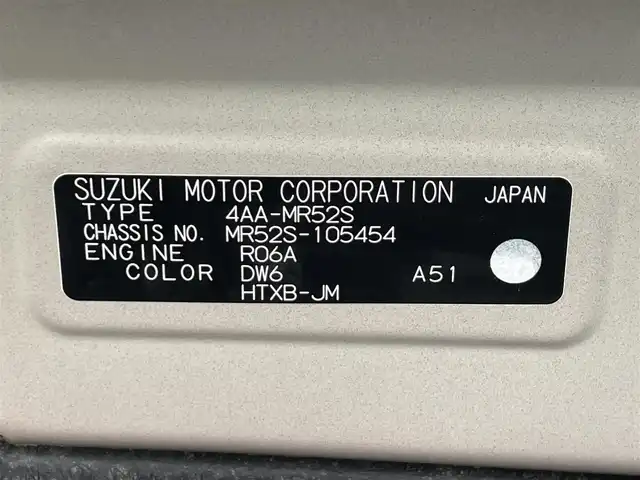 SUZUKI MOTOR CORPORATION JAPAN
TYPE 4AA-MR52S
CHASSIS NO. MR52S-105454
ENGINE R06A
COLOR DW6 A51
HTXB-JM